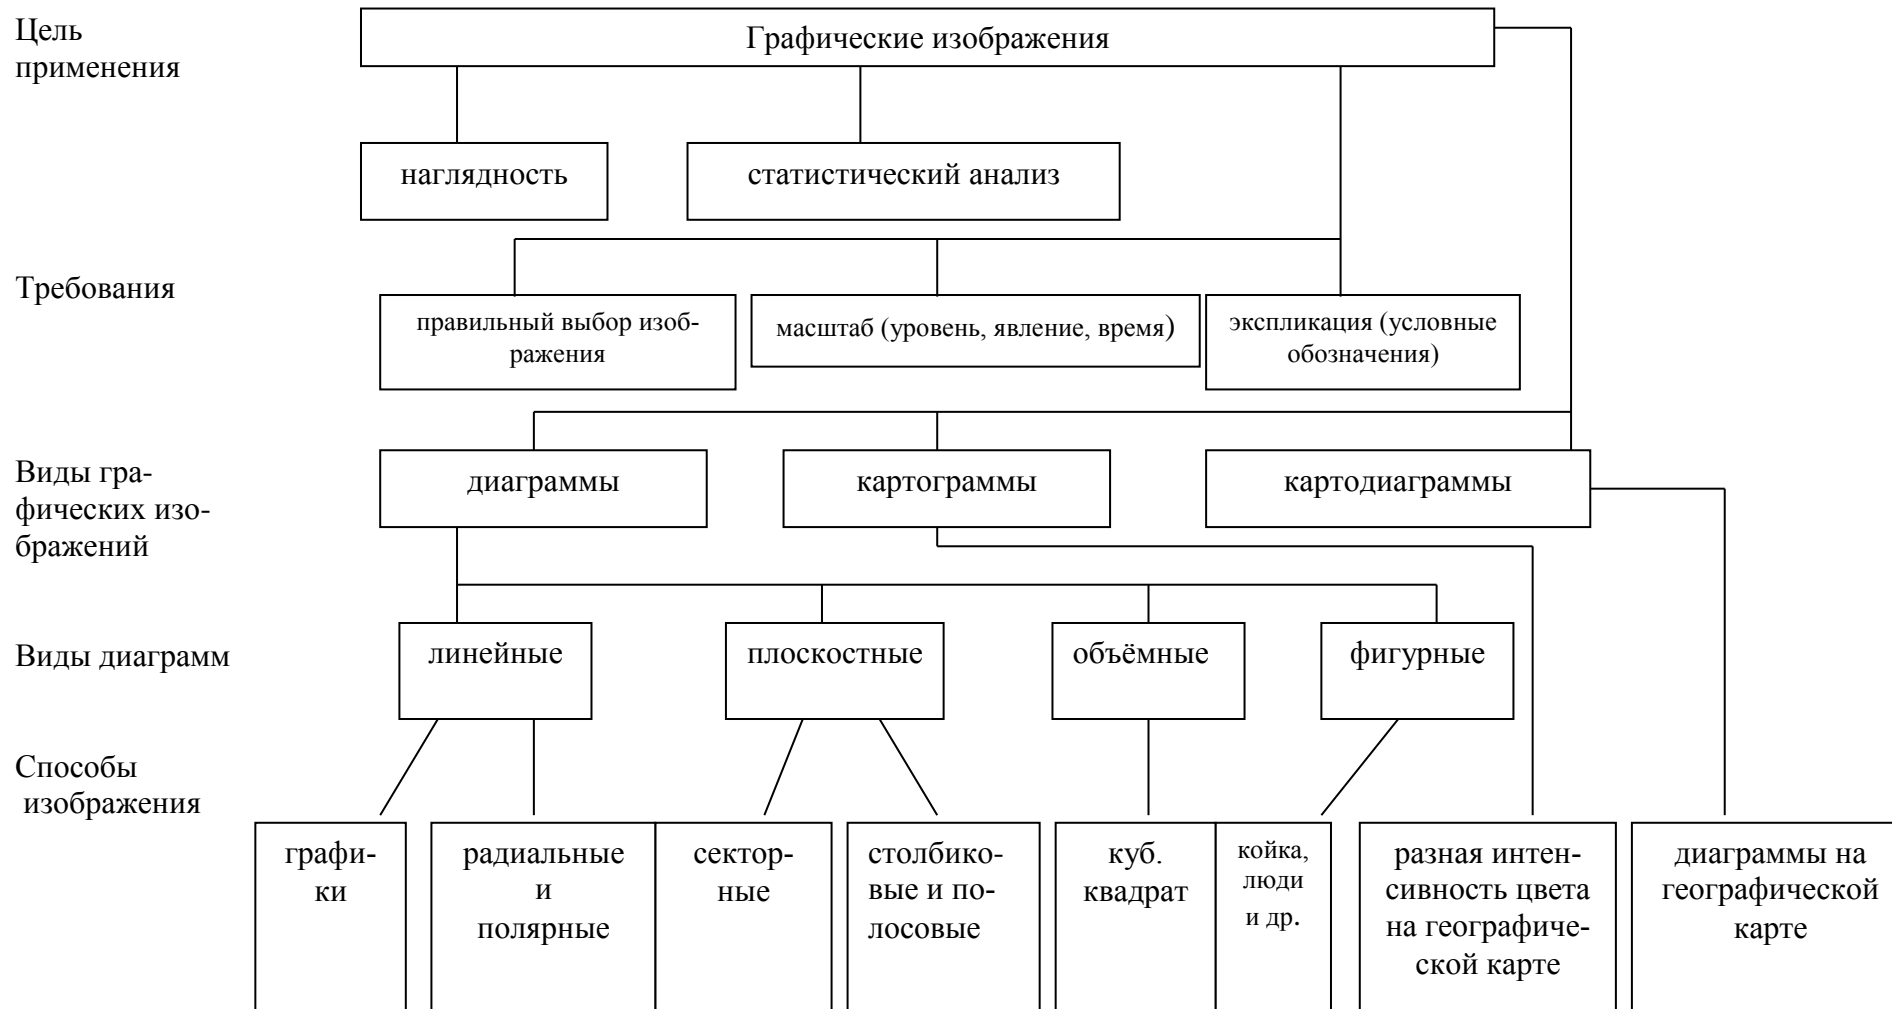 Цель
применения
Графические изображения
наглядность
статистический анализ
Требования
правильный выбор изоб-
ражения
масштаб (уровень, явление, время)
экспликация (условные
обозначения)
Виды гра-
фических изо-
бражений
диаграммы
картограммы
картодиаграммы
Виды диаграмм
линейные
плоскостные
объёмные
фигурные
Способы
изображения
графи-
ки
радиальные
и
полярные
сектор-
ные
столбико-
вые и по-
лосовые
куб.
квадрат
койка,
люди
и др.
разная интен-
сивность цвета
на географиче-
ской карте
диаграммы на
географической
карте